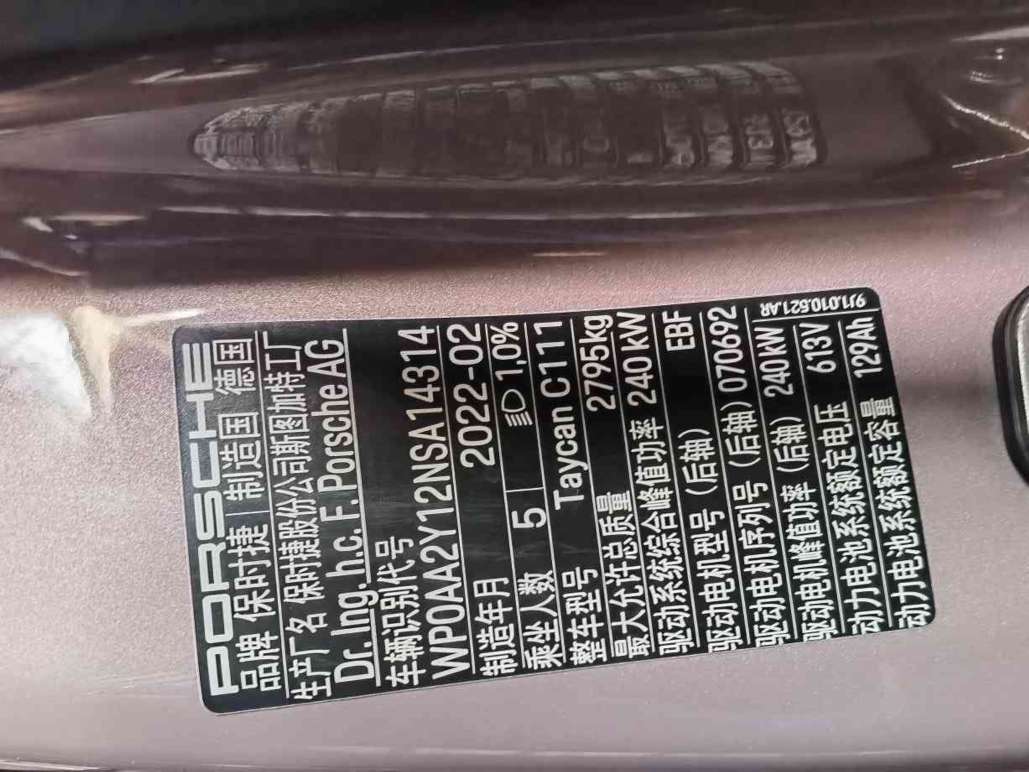 PORSCHE
品牌 保时捷 制造国 德国
生产厂名 保时捷股份公司斯图加特工厂
Dr. Ing. h.c. F. Porsche AG
车辆识别代号
WP0AA2Y12NSA14314
制造年月 2022-02
乘坐人数 5 1,0%
整车型号 Taycan C111
最大允许总质量 2795kg
驱动系统综合峰值功率 240 kW
驱动电机型号 (后轴) EBF
驱动电机序列号 (后轴) 070692
驱动电机峰值功率 (后轴) 240kW
动力电池系统额定电压 613V
动力电池系统额定容量 129Ah
9J1.010.521.AR